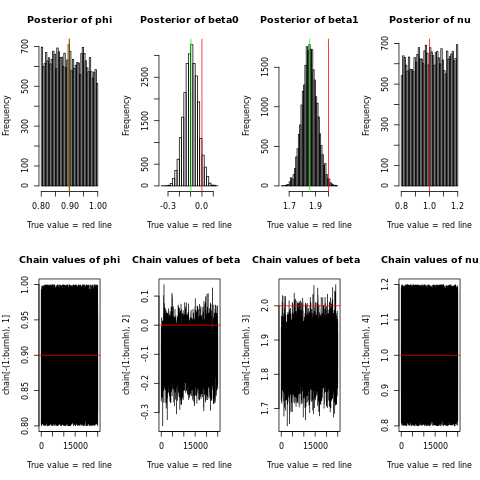 Posterior of phi
Posterior of beta0
Posterior of beta1
Posterior of nu
Frequency
0 100 300 500 700
0.80 0.90 1.00
True value = red line
Frequency
0 500 1500 2500
-0.3 0.0
True value = red line
Frequency
0 500 1000 1500
1.7 1.9
True value = red line
Frequency
0 100 300 500 700
0.8 1.0 1.2
True value = red line
Chain values of phi
Chain values of beta
Chain values of beta
Chain values of nu
chain[-(1:burnIn), 1]
0.80 0.85 0.90 0.95 1.00
0 15000
True value = red line
chain[-(1:burnIn), 2]
-0.3 -0.2 -0.1 0.0 0.1
0 15000
True value = red line
chain[-(1:burnIn), 3]
1.7 1.8 1.9 2.0
0 15000
True value = red line
chain[-(1:burnIn), 4]
0.8 0.9 1.0 1.1 1.2
0 15000
True value = red line